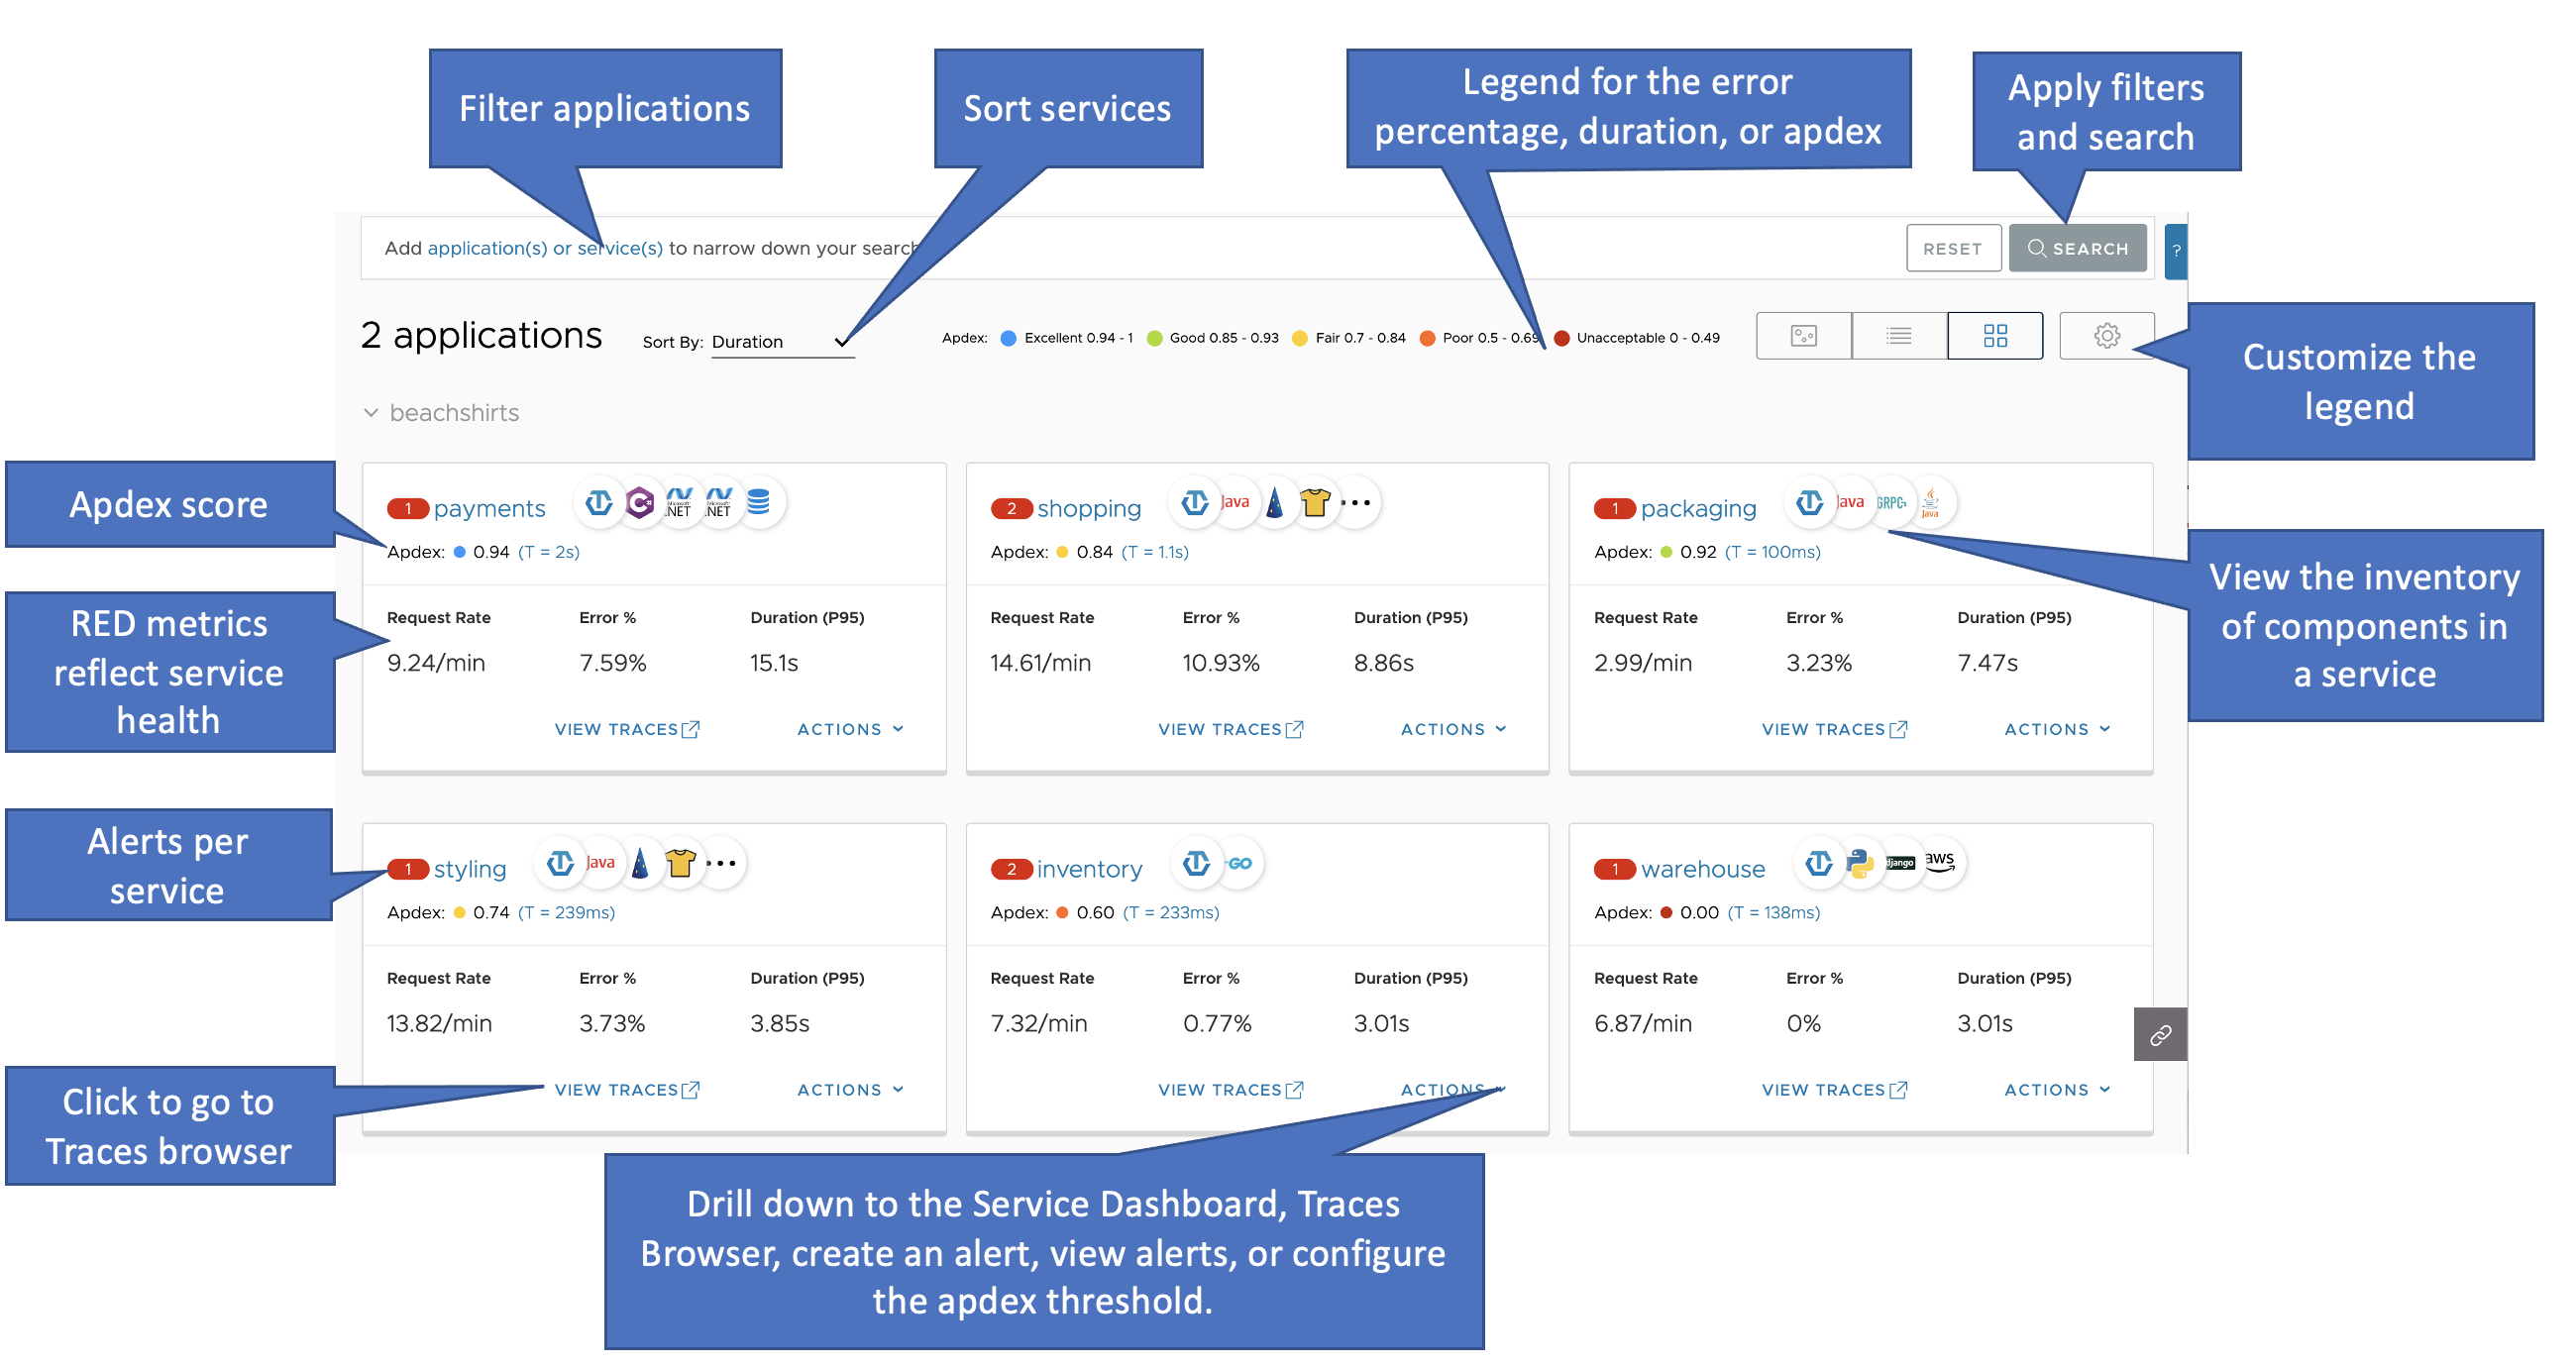 Filter applications
Sort services
Legend for the error
percentage, duration, or apdex
Apply filters
and search
Add application(s) or service(s) to narrow down your search
RESET
SEARCH
?
2 applications
Sort By: Duration
Apdex: Excellent 0.94 - 1 Good 0.85 - 0.93 Fair 0.7 - 0.84 Poor 0.5 - 0.69 Unacceptable 0 - 0.49
Customize the
legend
beachshirts
Apdex score
RED metrics
reflect service
health
1 payments
C#
Microsoft
.NET
Microsoft
.NET
Apdex: 0.94 (T = 2s)
Request Rate Error % Duration (P95)
9.24/min 7.59% 15.1s
VIEW TRACES ACTIONS
2 shopping
Java
Apdex: 0.84 (T = 1.1s)
Request Rate Error % Duration (P95)
14.61/min 10.93% 8.86s
VIEW TRACES ACTIONS
1 packaging
Java
GRPC
Java
Apdex: 0.92 (T = 100ms)
Request Rate Error % Duration (P95)
2.99/min 3.23% 7.47s
VIEW TRACES ACTIONS
View the inventory
of components in
a service
Alerts per
service
1 styling
Java
Apdex: 0.74 (T = 239ms)
Request Rate Error % Duration (P95)
13.82/min 3.73% 3.85s
VIEW TRACES ACTIONS
2 inventory
GO
Apdex: 0.60 (T = 233ms)
Request Rate Error % Duration (P95)
7.32/min 0.77% 3.01s
VIEW TRACES ACTIONS
1 warehouse
django
aws
Apdex: 0.00 (T = 138ms)
Request Rate Error % Duration (P95)
6.87/min 0% 3.01s
VIEW TRACES ACTIONS
Click to go to
Traces browser
Drill down to the Service Dashboard, Traces
Browser, create an alert, view alerts, or configure
the apdex threshold.